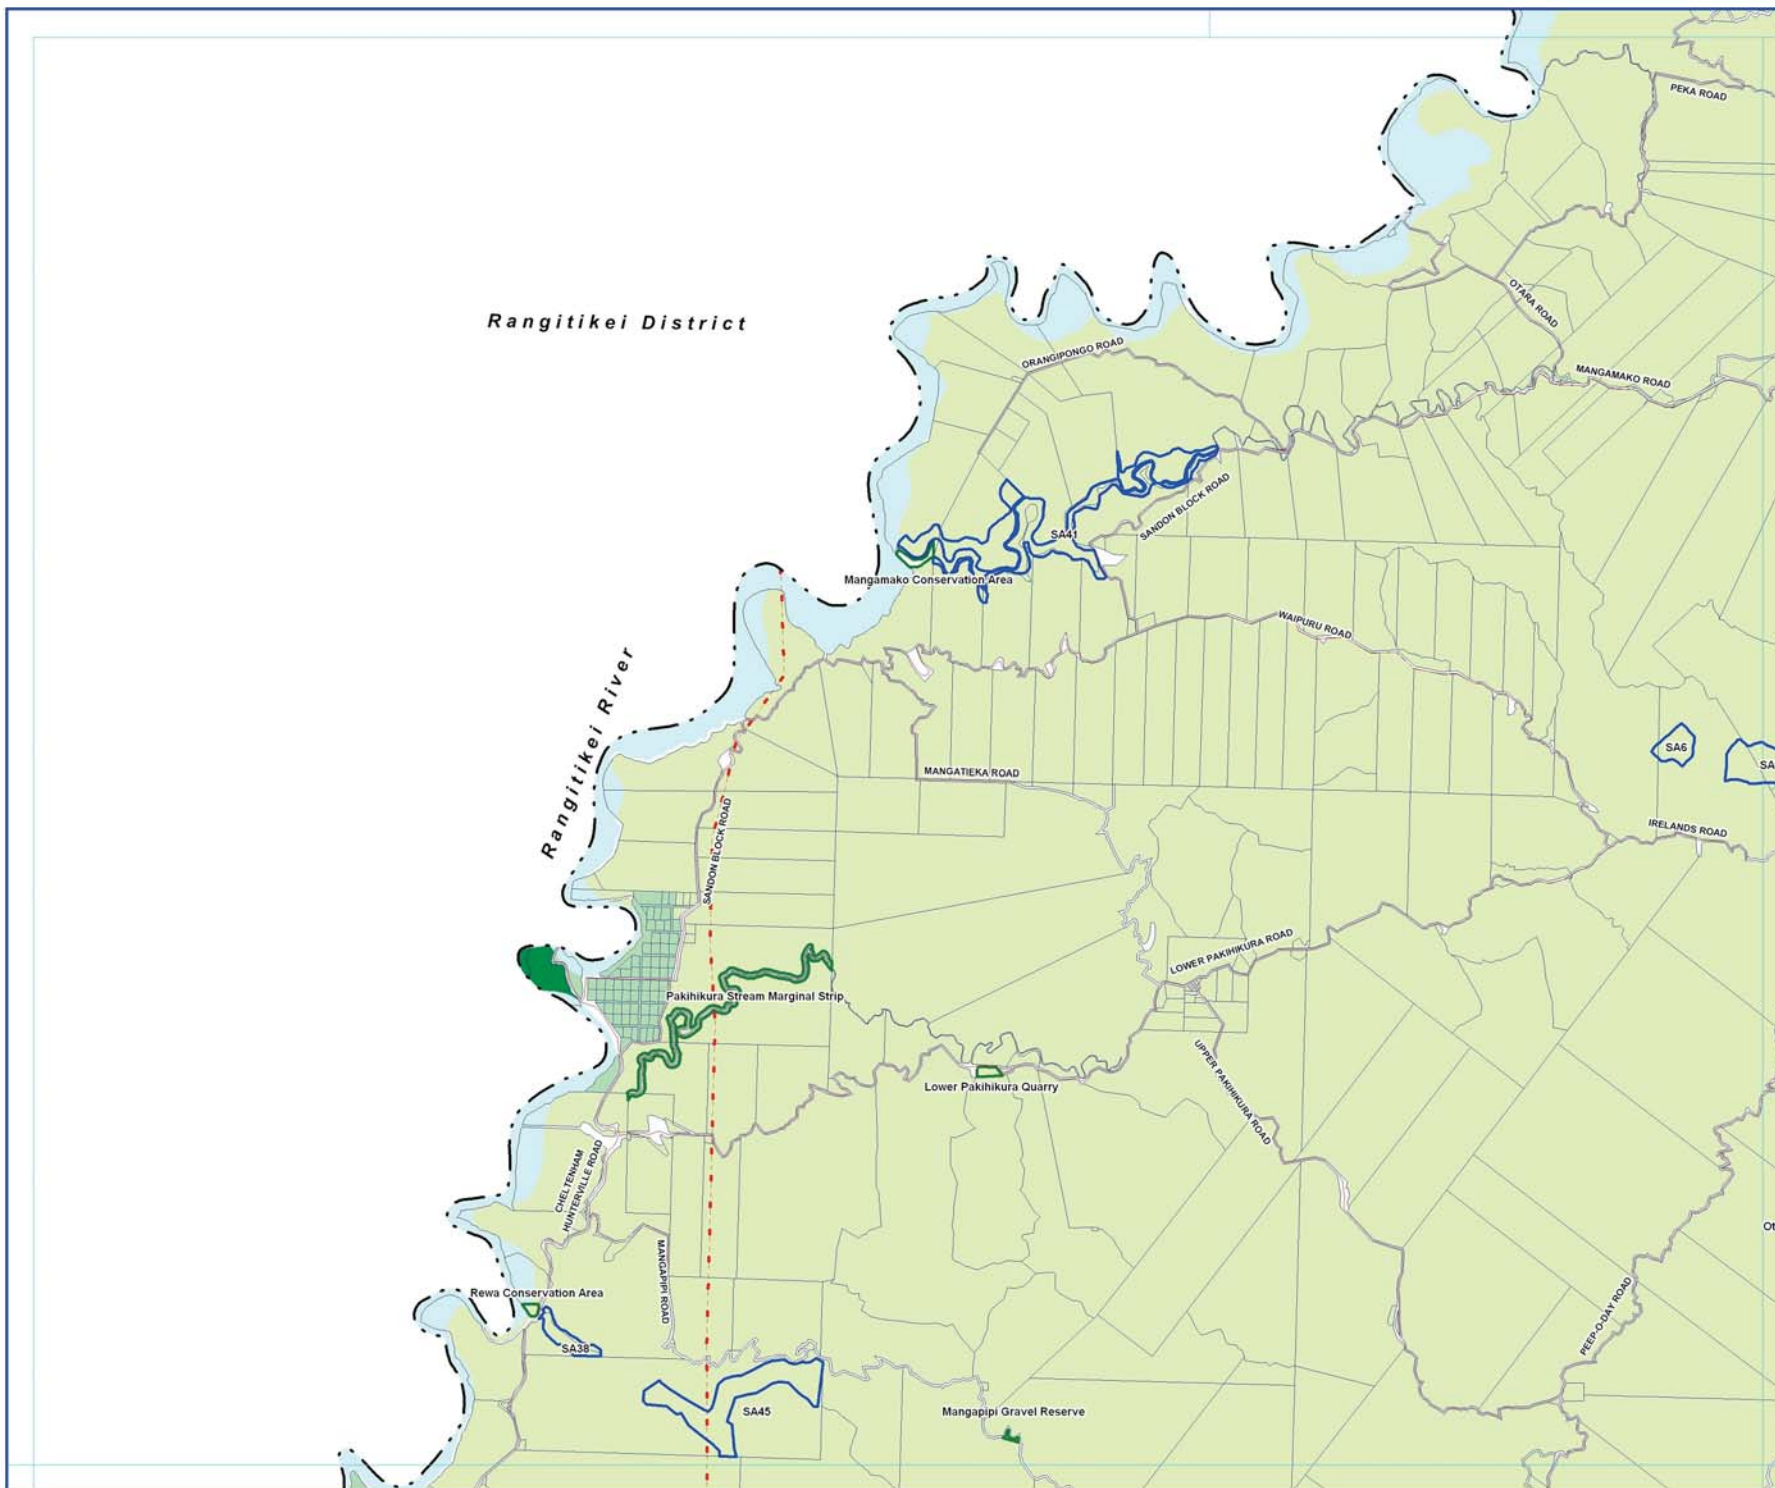 PEKA ROAD
OTARA ROAD
Rangitikei District
ORANGIPONGO ROAD
MANGAMAKO ROAD
SANDON BLOCK ROAD
SA41
Mangamako Conservation Area
WAIPURU ROAD
Rangitikei River
SA6
SA
MANGATIEKA ROAD
SANDON BLOCK ROAD
IRELANDS ROAD
LOWER PAKIHIKURA ROAD
Pakihikura Stream Marginal Strip
UPPER PAKIHIKURA ROAD
Lower Pakihikura Quarry
CHELTENHAM
HUNTERVILLE ROAD
MANGAPIPI ROAD
Ot
Rewa Conservation Area
PEEP-O-DAY ROAD
SA38
SA45
Mangapipi Gravel Reserve